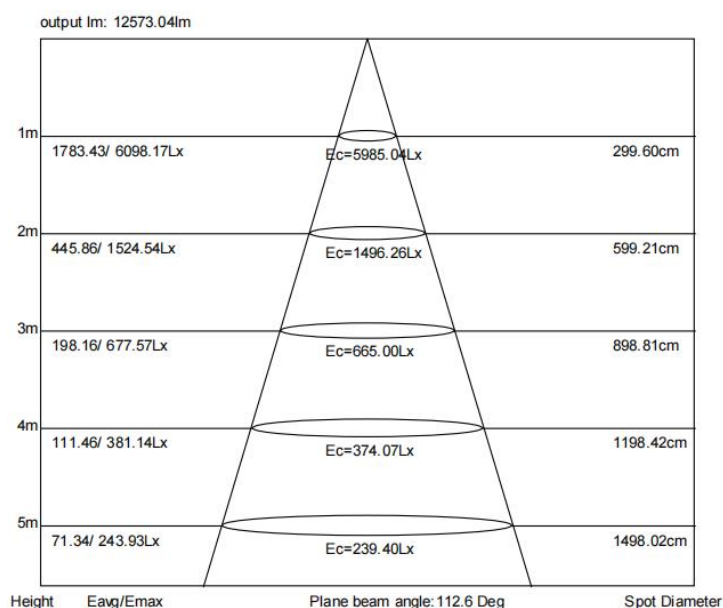 output lm: 12573.04lm
1m
1783.43/ 6098.17Lx Ec=5985.04Lx 299.60cm
2m
445.86/ 1524.54Lx Ec=1496.26Lx 599.21cm
3m
198.16/ 677.57Lx Ec=665.00Lx 898.81cm
4m
111.46/ 381.14Lx Ec=374.07Lx 1198.42cm
5m
71.34/ 243.93Lx Ec=239.40Lx 1498.02cm
Height Eavg/Emax Plane beam angle:112.6 Deg Spot Diameter